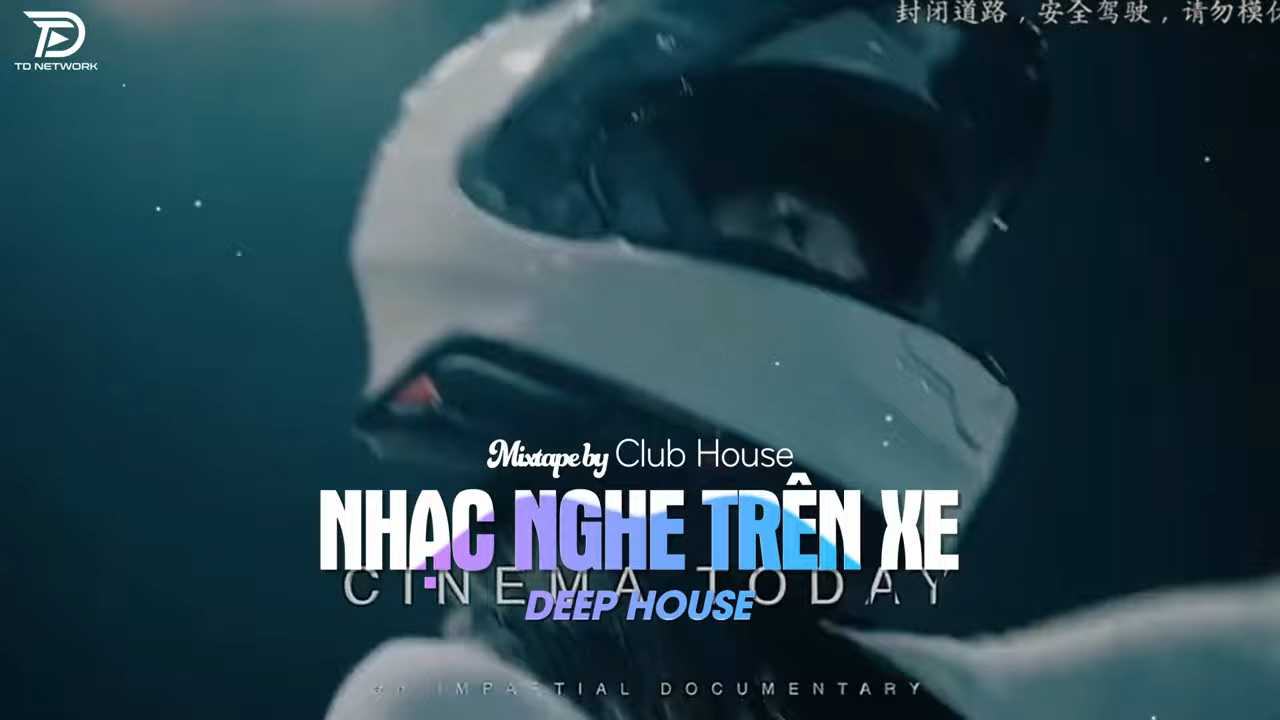 TD NETWORK
封闭道路，安全驾驶，请勿模
Mixtape by Club House
NHẠC NGHE TRÊN XE
CINEMA TODAY
DEEP HOUSE
IMPARTIAL DOCUMENTARY